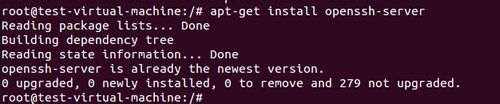 root@test-virtual-machine:/# apt-get install openssh-server
Reading package lists... Done
Building dependency tree
Reading state information... Done
openssh-server is already the newest version.
0 upgraded, 0 newly installed, 0 to remove and 279 not upgraded.
root@test-virtual-machine:/#